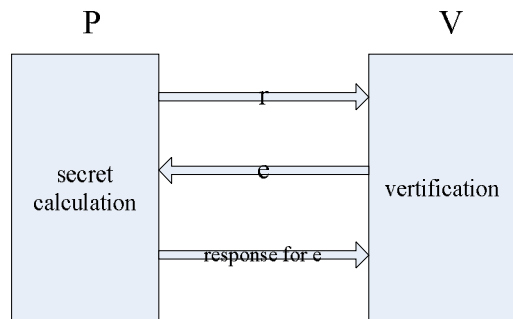 P
V
r
e
secret
calculation
vertification
response for e